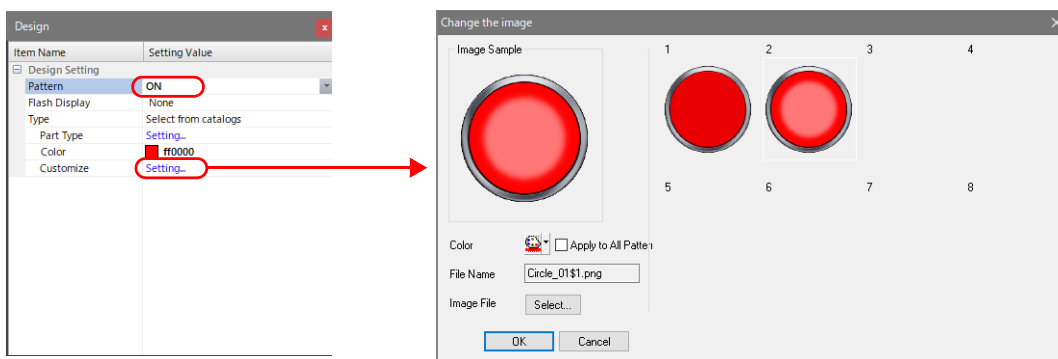 Design
x
Item Name Setting Value
Design Setting
Pattern ON
Flash Display None
Type Select from catalogs
Part Type Setting...
Color ff0000
Customize Setting...
Change the image
Image Sample
1 2 3 4
5 6 7 8
Color Apply to All Patter
File Name Circle_01$1.png
Image File Select...
OK Cancel